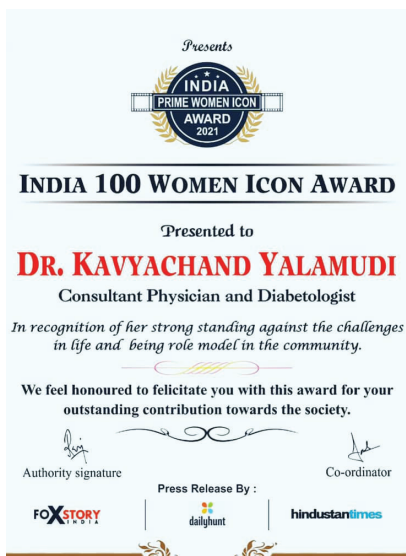 Presents
INDIA
PRIME WOMEN ICON
AWARD
2021
INDIA 100 WOMEN ICON AWARD
Presented to
DR. KAVYACHAND YALAMUDI
Consultant Physician and Diabetologist
In recognition of her strong standing against the challenges
in life and being role model in the community.
We feel honoured to felicitate you with this award for your
outstanding contribution towards the society.
Authority signature
Co-ordinator
Press Release By :
FOXSTORY
INDIA
dailyhunt
hindustantimes